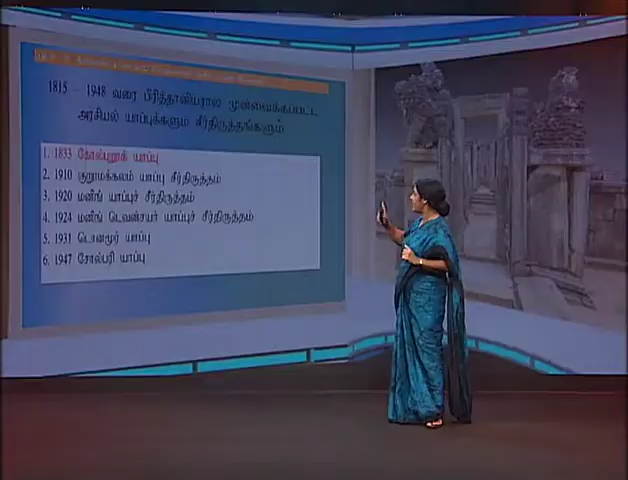 1815 - 1948 வரை பிரித்தானியரால முன்வைக்கப்பட்ட
அரசியல் யாப்புக்களும் சீர்திருத்தங்களும்
1. 1833 கோல்புறூக் யாப்பு
2. 1910 குறுமக்கலம் யாப்பு சீர்திருத்தம்
3. 1920 மனிங் யாப்புச் சீர்திருத்தம்
4. 1924 மனிங் டெவன்சயர் யாப்புச் சீர்திருத்தம்
5. 1931 டொனமூர் யாப்பு
6. 1947 சோல்பரி யாப்பு